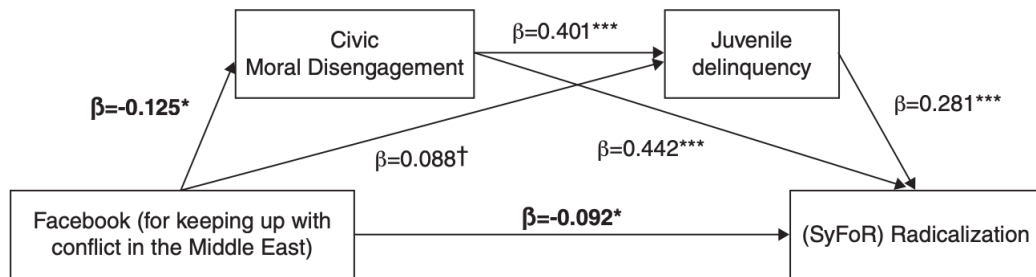 Civic
Moral Disengagement
β=0.401***
Juvenile
delinquency
β=-0.125*
β=0.281***
β=0.088†
β=0.442***
Facebook (for keeping up with
conflict in the Middle East)
β=-0.092*
(SyFoR) Radicalization